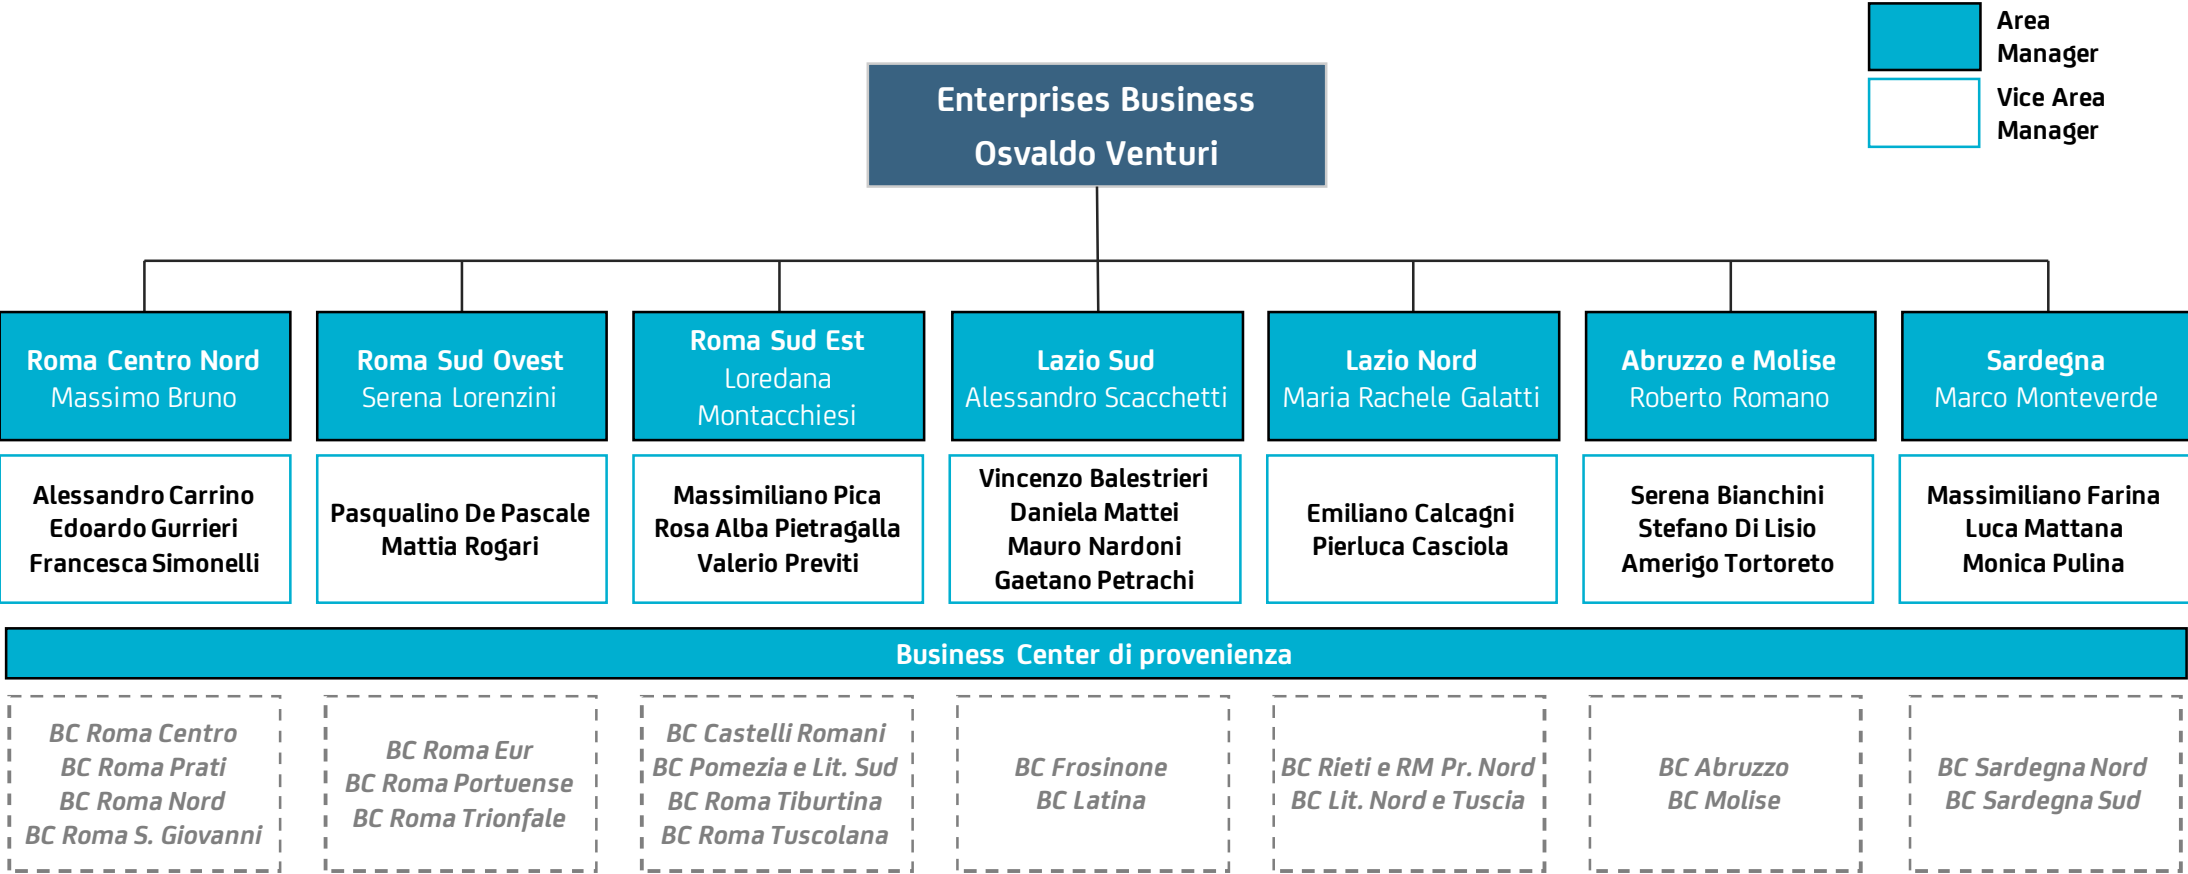 Area
Manager
Vice Area
Manager
Enterprises Business
Osvaldo Venturi
Roma Centro Nord
Massimo Bruno
Roma Sud Ovest
Serena Lorenzini
Roma Sud Est
Loredana
Montacchiesi
Lazio Sud
Alessandro Scacchetti
Lazio Nord
Maria Rachele Galatti
Abruzzo e Molise
Roberto Romano
Sardegna
Marco Monteverde
Alessandro Carrino
Edoardo Gurrieri
Francesca Simonelli
Pasqualino De Pascale
Mattia Rogari
Massimiliano Pica
Rosa Alba Pietragalla
Valerio Previti
Vincenzo Balestrieri
Daniela Mattei
Mauro Nardoni
Gaetano Petrachi
Emiliano Calcagni
Pierluca Casciola
Serena Bianchini
Stefano Di Lisio
Amerigo Tortoreto
Massimiliano Farina
Luca Mattana
Monica Pulina
Business Center di provenienza
BC Roma Centro
BC Roma Prati
BC Roma Nord
BC Roma S. Giovanni
BC Roma Eur
BC Roma Portuense
BC Roma Trionfale
BC Castelli Romani
BC Pomezia e Lit. Sud
BC Roma Tiburtina
BC Roma Tuscolana
BC Frosinone
BC Latina
BC Rieti e RM Pr. Nord
BC Lit. Nord e Tuscia
BC Abruzzo
BC Molise
BC Sardegna Nord
BC Sardegna Sud